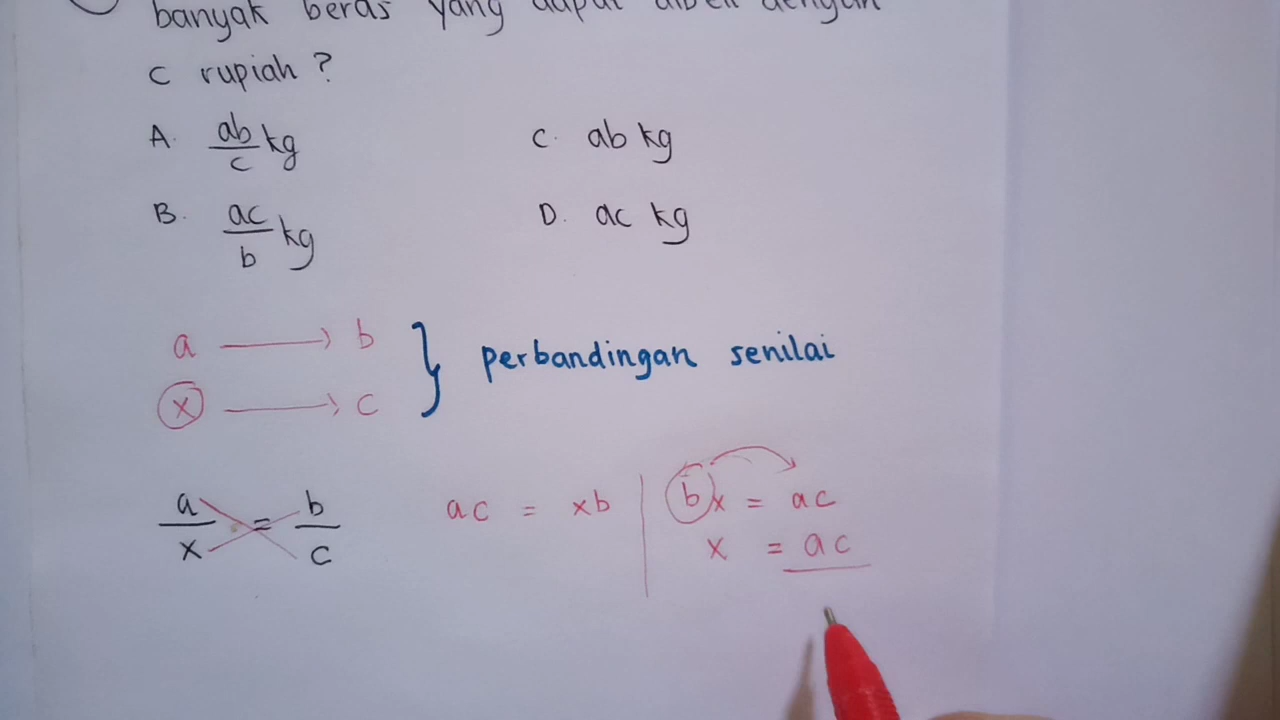 banyak beras yang dapat dibeli dengan
c rupiah ?
A. ab/c kg
C. ab kg
B. ac/b kg
D. ac kg
a → b
x → c
} perbandingan senilai
a/x = b/c
ac = xb
bx = ac
x = ac